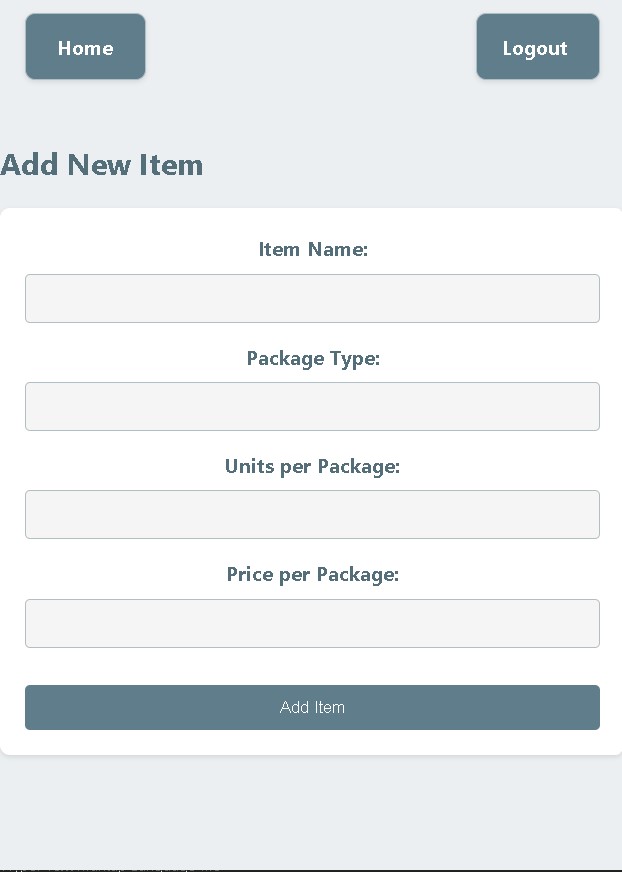 Home
Logout
Add New Item
Item Name:
Package Type:
Units per Package:
Price per Package:
Add Item